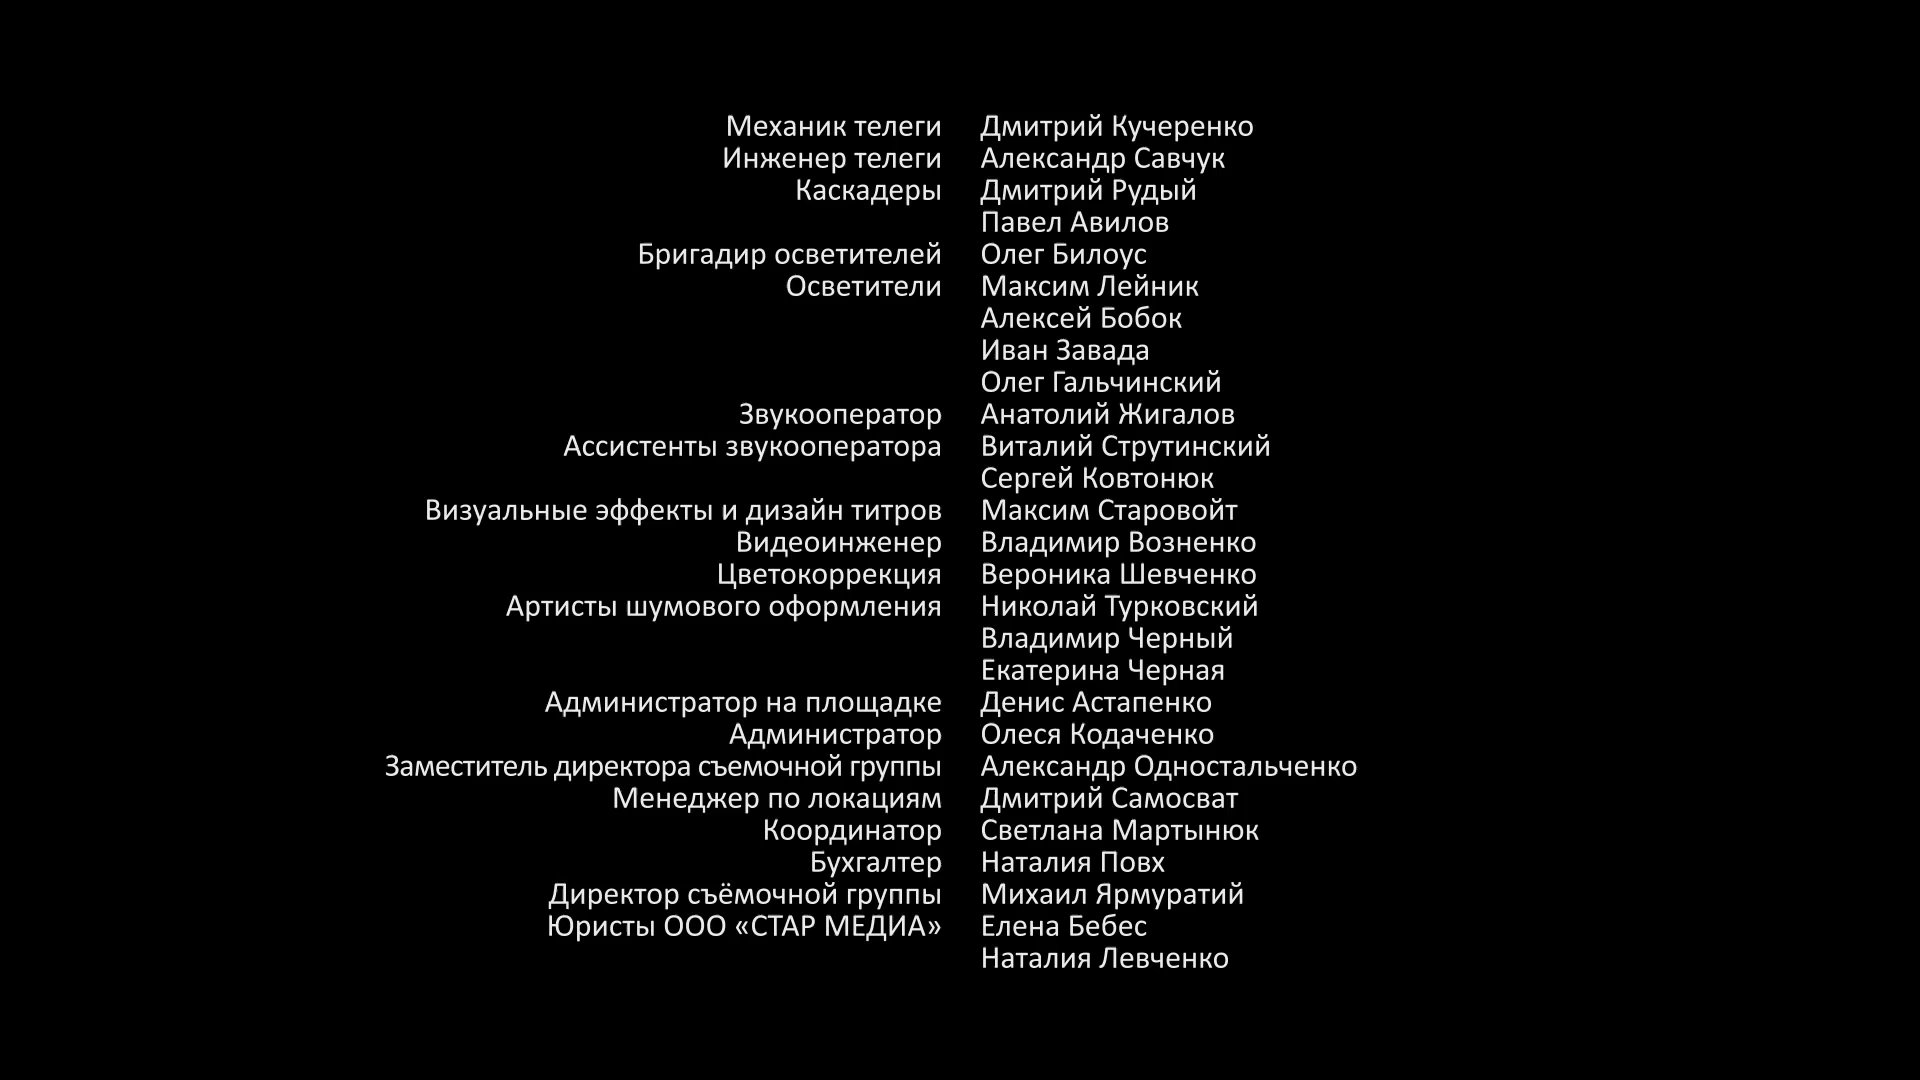 Механик телеги Дмитрий Кучеренко
Инженер телеги Александр Савчук
Каскадеры Дмитрий Рудый
Павел Авилов
Бригадир осветителей Олег Билоус
Осветители Максим Лейник
Алексей Бобок
Иван Завада
Олег Гальчинский
Звукооператор Анатолий Жигалов
Ассистенты звукооператора Виталий Струтинский
Сергей Ковтонюк
Визуальные эффекты и дизайн титров Максим Старовойт
Видеоинженер Владимир Возненко
Цветокоррекция Вероника Шевченко
Артисты шумового оформления Николай Турковский
Владимир Черный
Екатерина Черная
Администратор на площадке Денис Астапенко
Администратор Олеся Кодаченко
Заместитель директора съемочной группы Александр Одностальченко
Менеджер по локациям Дмитрий Самосват
Координатор Светлана Мартынюк
Бухгалтер Наталия Повх
Директор съёмочной группы Михаил Ярмуратий
Юристы ООО «СТАР МЕДИА» Елена Бебес
Наталия Левченко